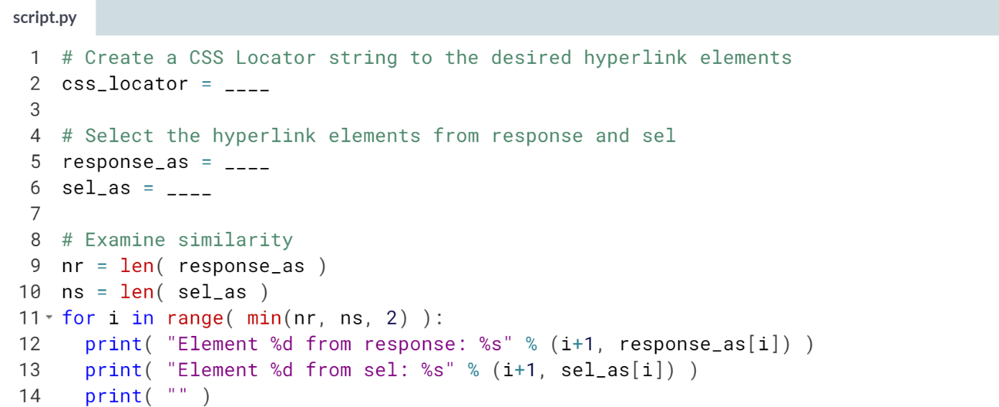 script.py
1 # Create a CSS Locator string to the desired hyperlink elements
2 css_locator = ____
3
4 # Select the hyperlink elements from response and sel
5 response_as = ____
6 sel_as = ____
7
8 # Examine similarity
9 nr = len( response_as )
10 ns = len( sel_as )
11 for i in range( min(nr, ns, 2) ):
12   print( "Element %d from response: %s" % (i+1, response_as[i]) )
13   print( "Element %d from sel: %s" % (i+1, sel_as[i]) )
14   print( "" )